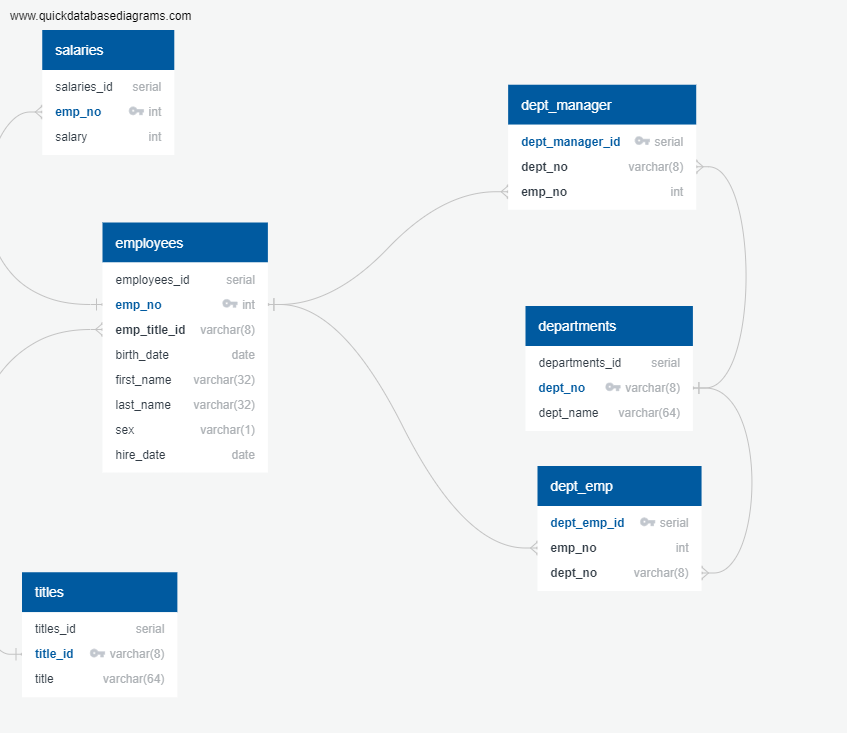 www.quickdatabasediagrams.com
salaries
salaries_id serial
emp_no int
salary int
employees
employees_id serial
emp_no int
emp_title_id varchar(8)
birth_date date
first_name varchar(32)
last_name varchar(32)
sex varchar(1)
hire_date date
titles
titles_id serial
title_id varchar(8)
title varchar(64)
dept_manager
dept_manager_id serial
dept_no varchar(8)
emp_no int
departments
departments_id serial
dept_no varchar(8)
dept_name varchar(64)
dept_emp
dept_emp_id serial
emp_no int
dept_no varchar(8)